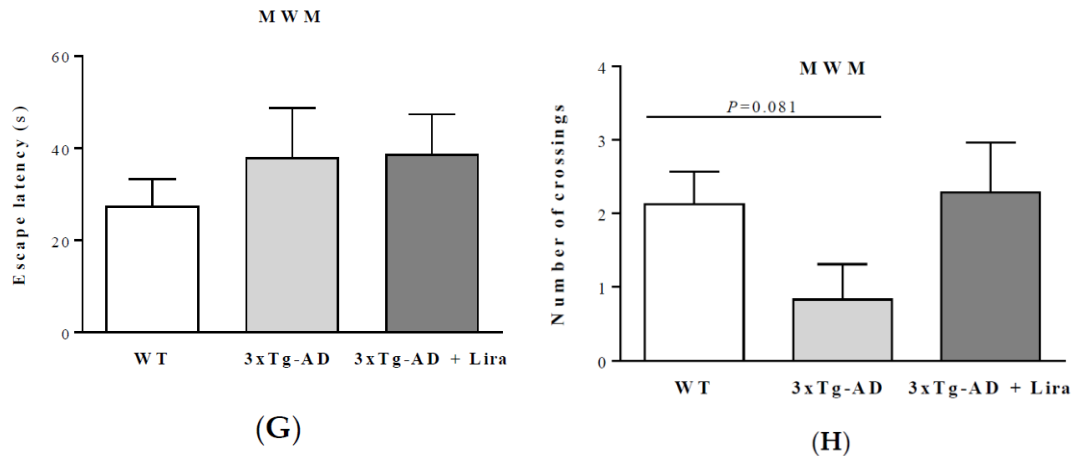 MWM
Escape latency (s)
60
40
20
0
WT 3xTg-AD 3xTg-AD + Lira
(G)
MWM
Number of crossings
4
3
2
1
0
P=0.081
WT 3xTg-AD 3xTg-AD + Lira
(H)